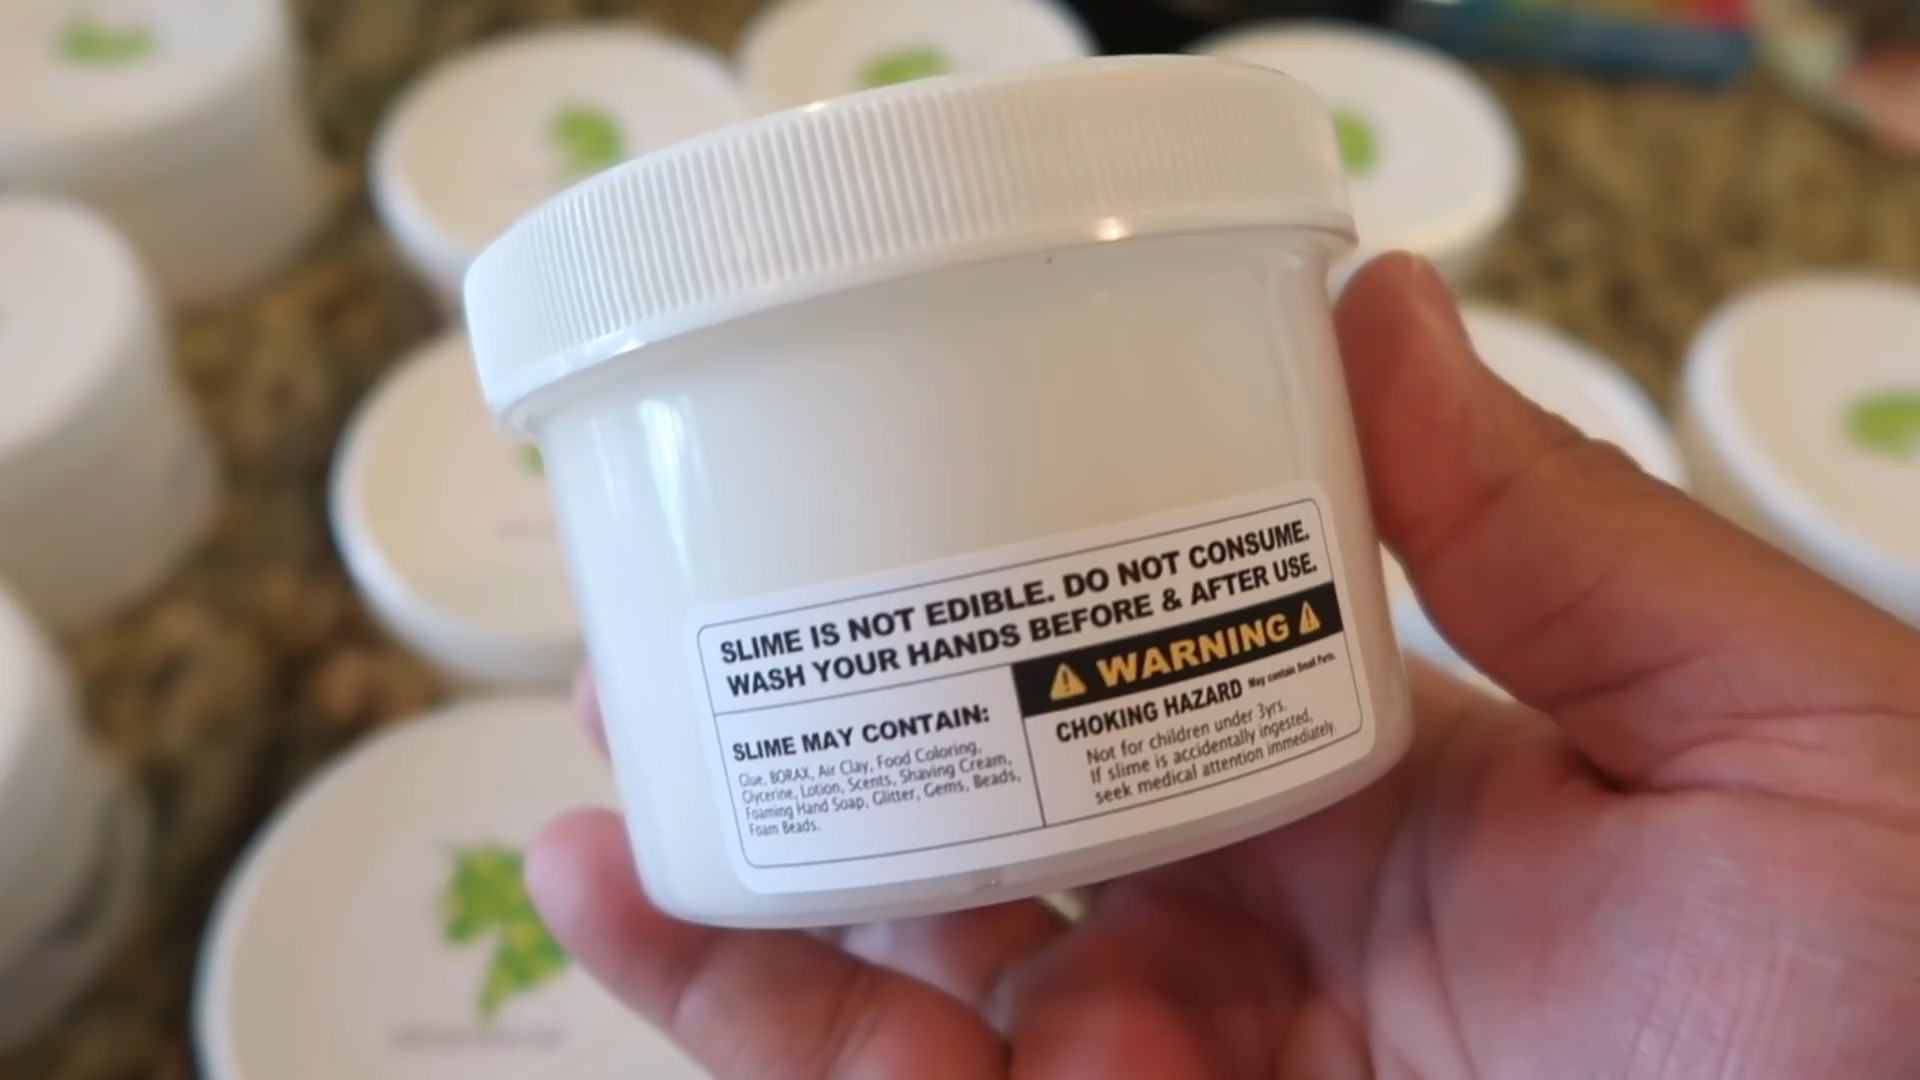 SLIME IS NOT EDIBLE. DO NOT CONSUME.
WASH YOUR HANDS BEFORE & AFTER USE.
SLIME MAY CONTAIN:
Glue, BORAX, Air Clay, Food Coloring,
Glycerine, Lotion, Scents, Shaving Cream,
Foaming Hand Soap, Glitter, Gems, Beads,
Foam Beads.
WARNING
CHOKING HAZARD May contain Small Parts.
Not for children under 3yrs.
If slime is accidentally ingested,
seek medical attention immediately.